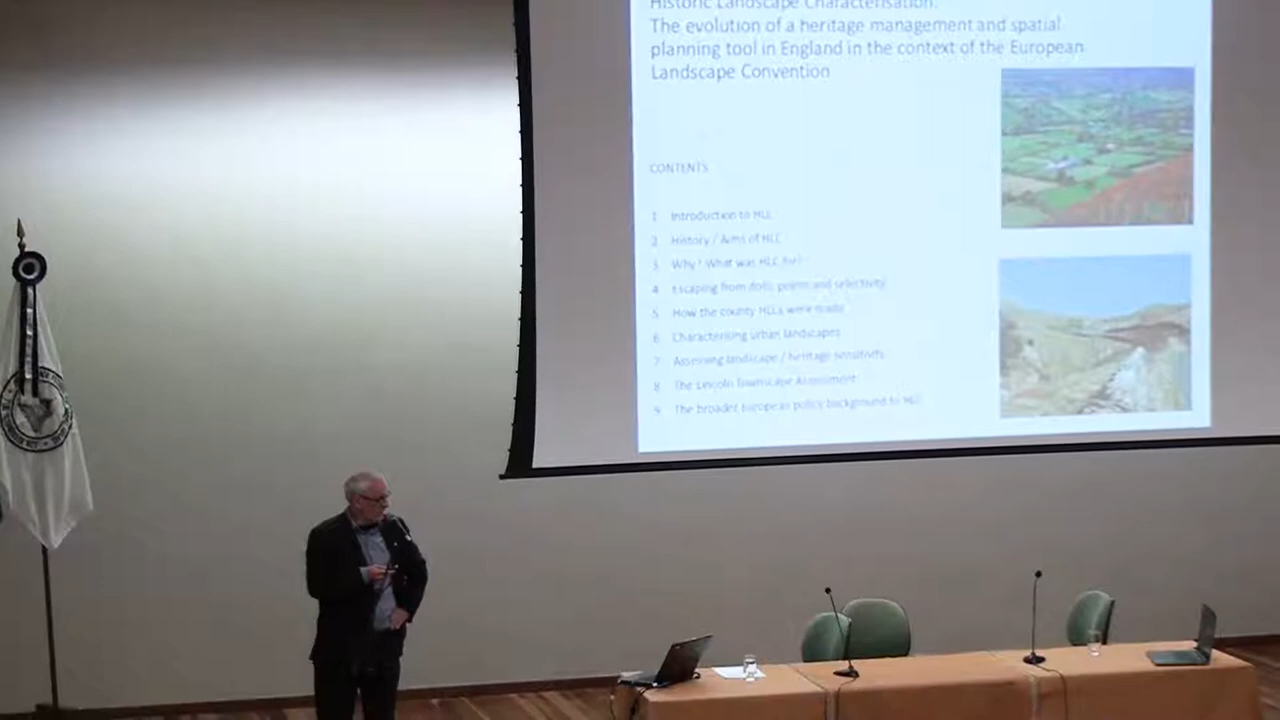 Historic Landscape Characterisation:
The evolution of a heritage management and spatial
planning tool in England in the context of the European
Landscape Convention
CONTENTS
1 Introduction to HLC
2 History / Aims of HLC
3 Why? What was HLC for?
4 Escaping from dots, points and selectivity
5 How the county HLCs were made
6 Characterising urban landscapes
7 Assessing landscape / heritage sensitivity
8 The Lincoln Townscape Assessment
9 The broader European policy background to HLC